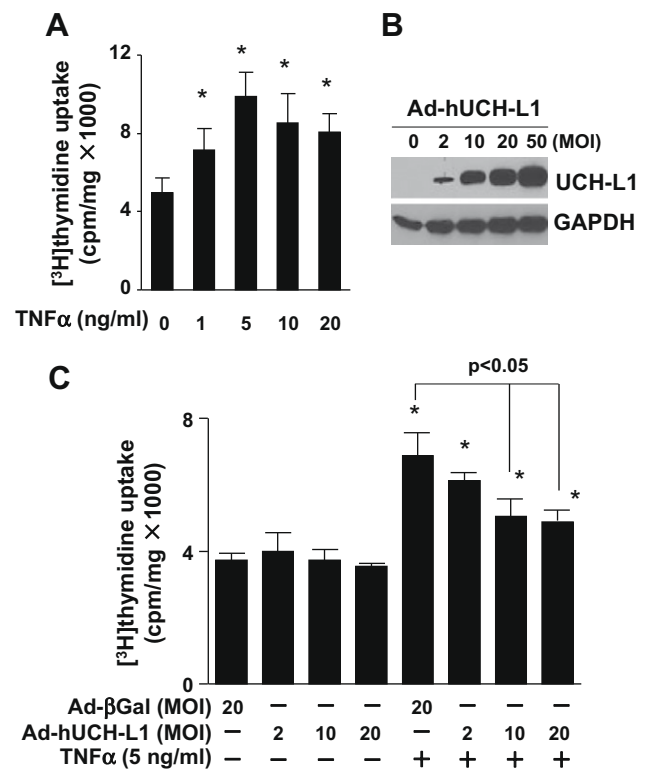 A
12
8
4
0
[³H]thymidine uptake
(cpm/mg ×1000)
* * * *
TNFα (ng/ml) 0 1 5 10 20
B
Ad-hUCH-L1
0 2 10 20 50 (MOI)
UCH-L1
GAPDH
C
p<0.05
8
4
0
[³H]thymidine uptake
(cpm/mg ×1000)
* * * *
Ad-βGal (MOI) 20 – – – 20 – – –
Ad-hUCH-L1 (MOI) – 2 10 20 – 2 10 20
TNFα (5 ng/ml) – – – – + + + +